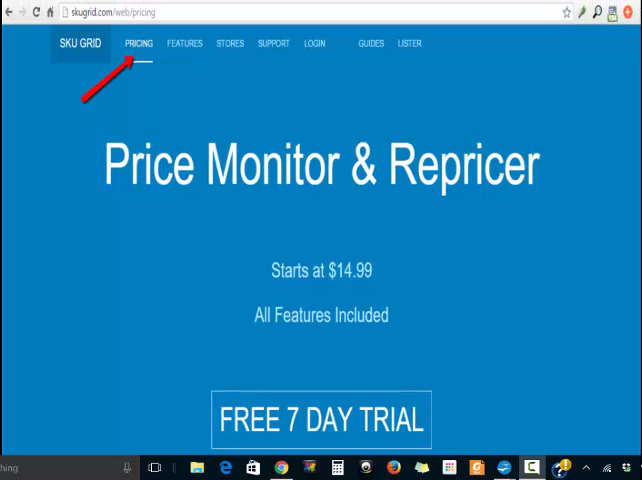 skugrid.com/web/pricing
SKU GRID PRICING FEATURES STORES SUPPORT LOGIN GUIDES LISTER
Price Monitor & Repricer
Starts at $14.99
All Features Included
FREE 7 DAY TRIAL
hing